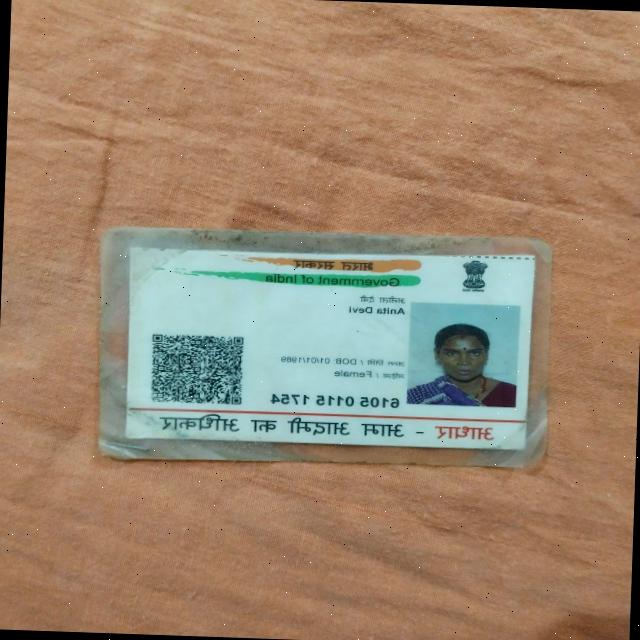 भारत सरकार
Government of India
अनीता देवी
Anita Devi
जन्म तिथि / DOB: 01/01/1989
महिला / Female
6105 0115 1754
आधार - आम आदमी का अधिकार